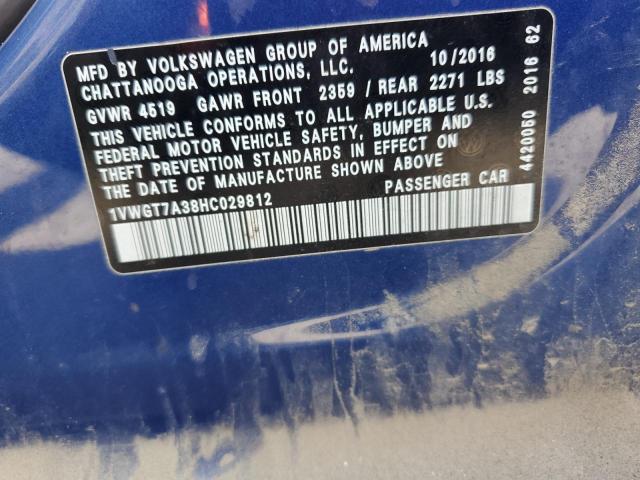 MFD BY VOLKSWAGEN GROUP OF AMERICA 10/2016
CHATTANOOGA OPERATIONS, LLC.
GVWR 4519 GAWR FRONT 2359 / REAR 2271 LBS
THIS VEHICLE CONFORMS TO ALL APPLICABLE U.S.
FEDERAL MOTOR VEHICLE SAFETY, BUMPER AND
THEFT PREVENTION STANDARDS IN EFFECT ON
THE DATE OF MANUFACTURE SHOWN ABOVE
1VWGT7A38HC029812 PASSENGER CAR
4420050 2016 62